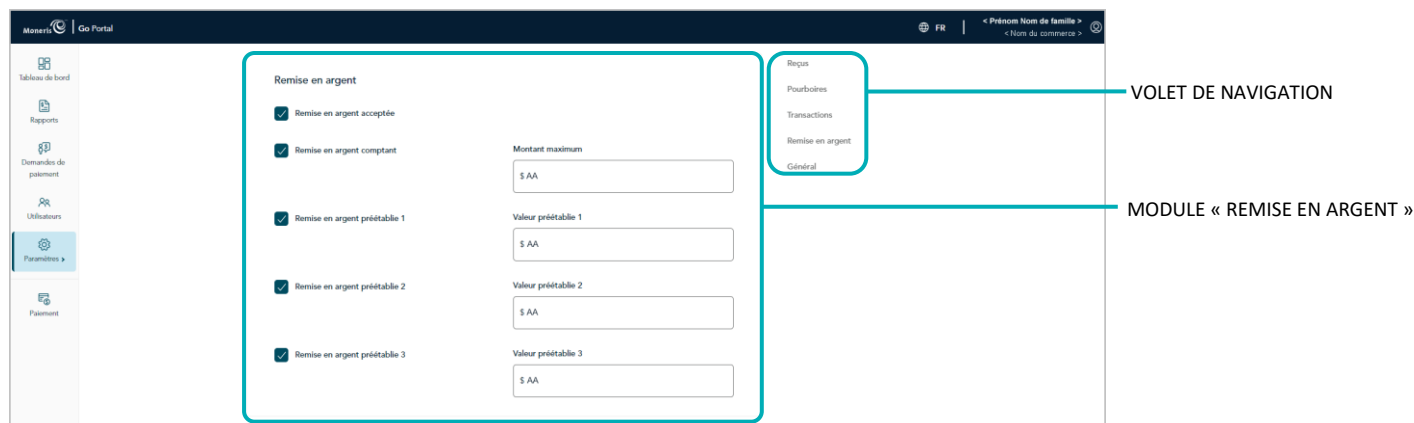 Moneris Go Portal
FR
< Prénom Nom de famille >
< Nom du commerce >
Tableau de bord
Rapports
Demandes de
paiement
Utilisateurs
Paramètres
Paiement
Remise en argent
Remise en argent acceptée
Remise en argent comptant
Montant maximum
$ AA
Remise en argent préétablie 1
Valeur préétablie 1
$ AA
Remise en argent préétablie 2
Valeur préétablie 2
$ AA
Remise en argent préétablie 3
Valeur préétablie 3
$ AA
Reçus
Pourboires
Transactions
Remise en argent
Général
VOLET DE NAVIGATION
MODULE « REMISE EN ARGENT »